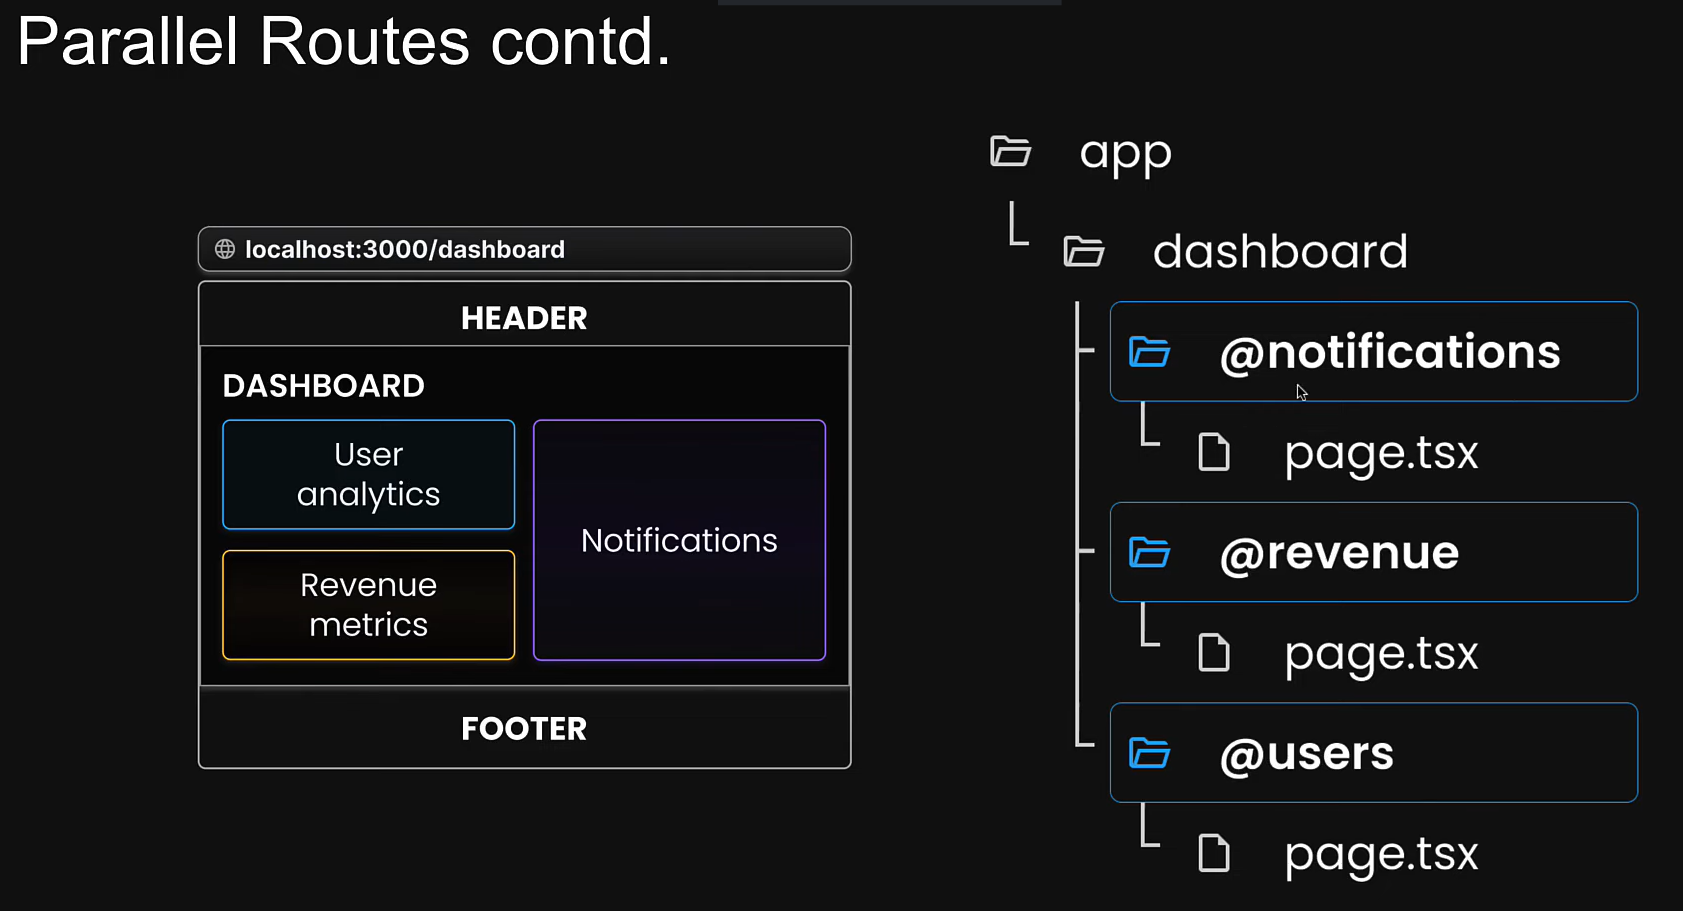 Parallel Routes contd.
localhost:3000/dashboard
HEADER
DASHBOARD
User
analytics
Revenue
metrics
Notifications
FOOTER
app
dashboard
@notifications
page.tsx
@revenue
page.tsx
@users
page.tsx